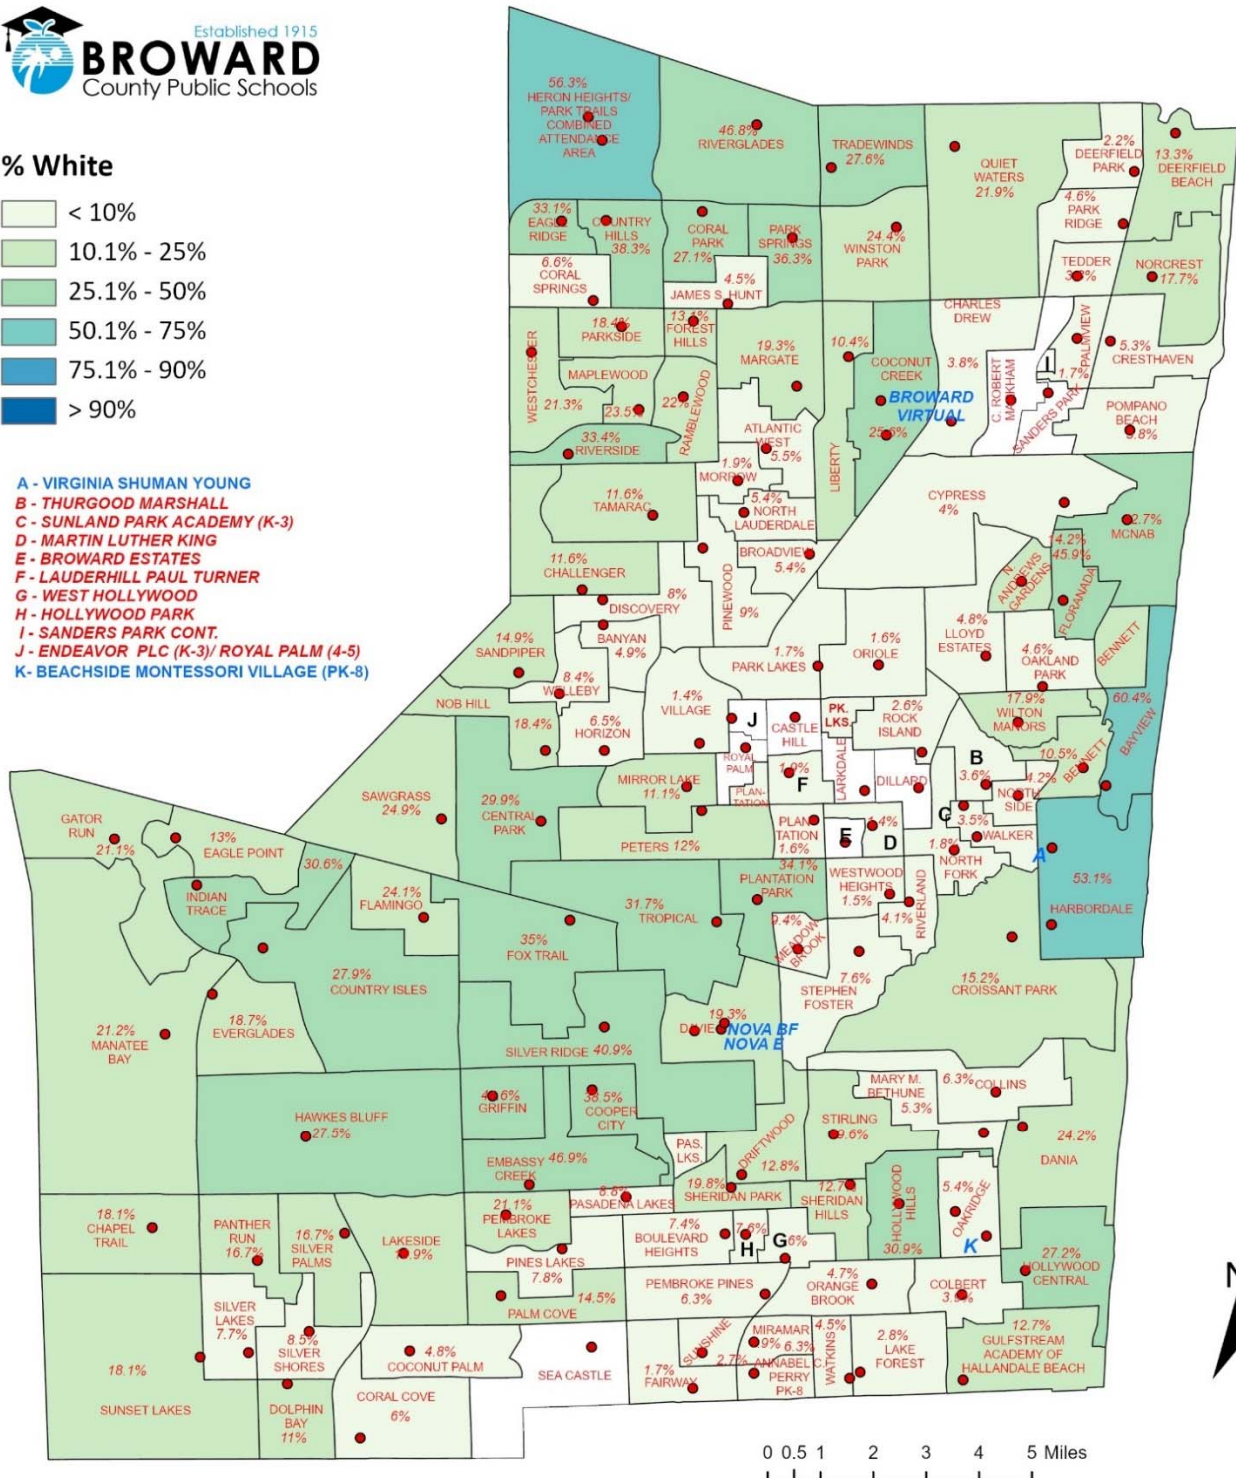 Established 1915
BROWARD
County Public Schools
% White
< 10%
10.1% - 25%
25.1% - 50%
50.1% - 75%
75.1% - 90%
> 90%
A - VIRGINIA SHUMAN YOUNG
B - THURGOOD MARSHALL
C - SUNLAND PARK ACADEMY (K-3)
D - MARTIN LUTHER KING
E - BROWARD ESTATES
F - LAUDERHILL PAUL TURNER
G - WEST HOLLYWOOD
H - HOLLYWOOD PARK
I - SANDERS PARK CONT.
J - ENDEAVOR PLC (K-3)/ ROYAL PALM (4-5)
K- BEACHSIDE MONTESSORI VILLAGE (PK-8)
56.3%
HERON HEIGHTS/
PARK TRAILS
COMBINED
ATTENDANCE
AREA
46.8%
RIVERGLADES
TRADEWINDS
27.6%
QUIET
WATERS
21.9%
2.2%
DEERFIELD
PARK
13.3%
DEERFIELD
BEACH
4.6%
PARK
RIDGE
33.1%
EAGLE
RIDGE
COUNTRY
HILLS
38.3%
CORAL
PARK
27.1%
PARK
SPRINGS
36.3%
24.4%
WINSTON
PARK
TEDDER
NORCREST
17.7%
6.6%
CORAL
SPRINGS
4.5%
JAMES S. HUNT
CHARLES
DREW
3.8%
18.4%
PARKSIDE
13.1%
FOREST
HILLS
19.3%
MARGATE
10.4%
LIBERTY
COCONUT
CREEK
25.6%
BROWARD
VIRTUAL
C. ROBERT
MARKHAM
I
1.7%
SANDERS PARK
PALMVIEW
5.3%
CRESTHAVEN
POMPANO
BEACH
WESTCHESTER
21.3%
MAPLEWOOD
23.5%
22%
RAMBLEWOOD
33.4%
RIVERSIDE
ATLANTIC
WEST
5.5%
1.9%
MORROW
5.4%
NORTH
LAUDERDALE
11.6%
TAMARAC
CYPRESS
4%
MCNAB
14.2%
45.9%
N.
ANDREWS
GARDENS
FLORANADA
BROADVIEW
5.4%
11.6%
CHALLENGER
8%
DISCOVERY
PINEWOOD
9%
BANYAN
4.9%
14.9%
SANDPIPER
1.7%
PARK LAKES
1.6%
ORIOLE
4.8%
LLOYD
ESTATES
4.6%
OAKLAND
PARK
BENNETT
60.4%
BAYVIEW
8.4%
WELLEBY
NOB HILL
18.4%
6.5%
HORIZON
1.4%
VILLAGE
J
CASTLE
HILL
PK.
LKS.
2.6%
ROCK
ISLAND
17.9%
WILTON
MANORS
10.5%
BENNETT
ROYAL
PALM
PLAN-
TATION
F
LARKDALE
DILLARD
B
3.6%
4.2%
NORTH
SIDE
MIRROR LAKE
11.1%
SAWGRASS
24.9%
29.9%
CENTRAL
PARK
PETERS 12%
PLAN
TATION
1.6%
E
D
C
3.5%
WALKER
1.8%
NORTH
FORK
A
53.1%
HARBORDALE
GATOR
RUN
21.1%
13%
EAGLE POINT
30.6%
INDIAN
TRACE
24.1%
FLAMINGO
34.1%
PLANTATION
PARK
WESTWOOD
HEIGHTS
1.5%
4.1%
RIVERLAND
31.7%
TROPICAL
35%
FOX TRAIL
9.4%
MEADOW
BROOK
7.6%
STEPHEN
FOSTER
15.2%
CROISSANT PARK
27.9%
COUNTRY ISLES
21.2%
MANATEE
BAY
18.7%
EVERGLADES
19.3%
DAVIE
NOVA BF
NOVA E
SILVER RIDGE 40.9%
GRIFFIN
38.5%
COOPER
CITY
MARY M.
BETHUNE
5.3%
6.3%
COLLINS
STIRLING
24.2%
DANIA
HAWKES BLUFF
27.5%
PAS.
LKS.
DRIFTWOOD
12.8%
EMBASSY
CREEK
46.9%
19.8%
SHERIDAN PARK
SHERIDAN
HILLS
HOLLYWOOD
HILLS
30.9%
5.4%
OAKRIDGE
K
8.8%
PASADENA LAKES
21.1%
PEMBROKE
LAKES
18.1%
CHAPEL
TRAIL
PANTHER
RUN
16.7%
16.7%
SILVER
PALMS
LAKESIDE
7.4%
BOULEVARD
HEIGHTS
7.6%
H
G
27.2%
HOLLYWOOD
CENTRAL
PINES LAKES
7.8%
14.5%
PALM COVE
PEMBROKE PINES
6.3%
4.7%
ORANGE
BROOK
COLBERT
SILVER
LAKES
7.7%
8.5%
SILVER
SHORES
4.8%
COCONUT PALM
SEA CASTLE
SUNSHINE
2.7%
1.7%
FAIRWAY
MIRAMAR
6.3%
ANNABEL C.
PERRY
PK-8
4.5%
WATKINS
2.8%
LAKE
FOREST
12.7%
GULFSTREAM
ACADEMY OF
HALLANDALE BEACH
18.1%
SUNSET LAKES
DOLPHIN
BAY
11%
CORAL COVE
6%
0 0.5 1 2 3 4 5 Miles